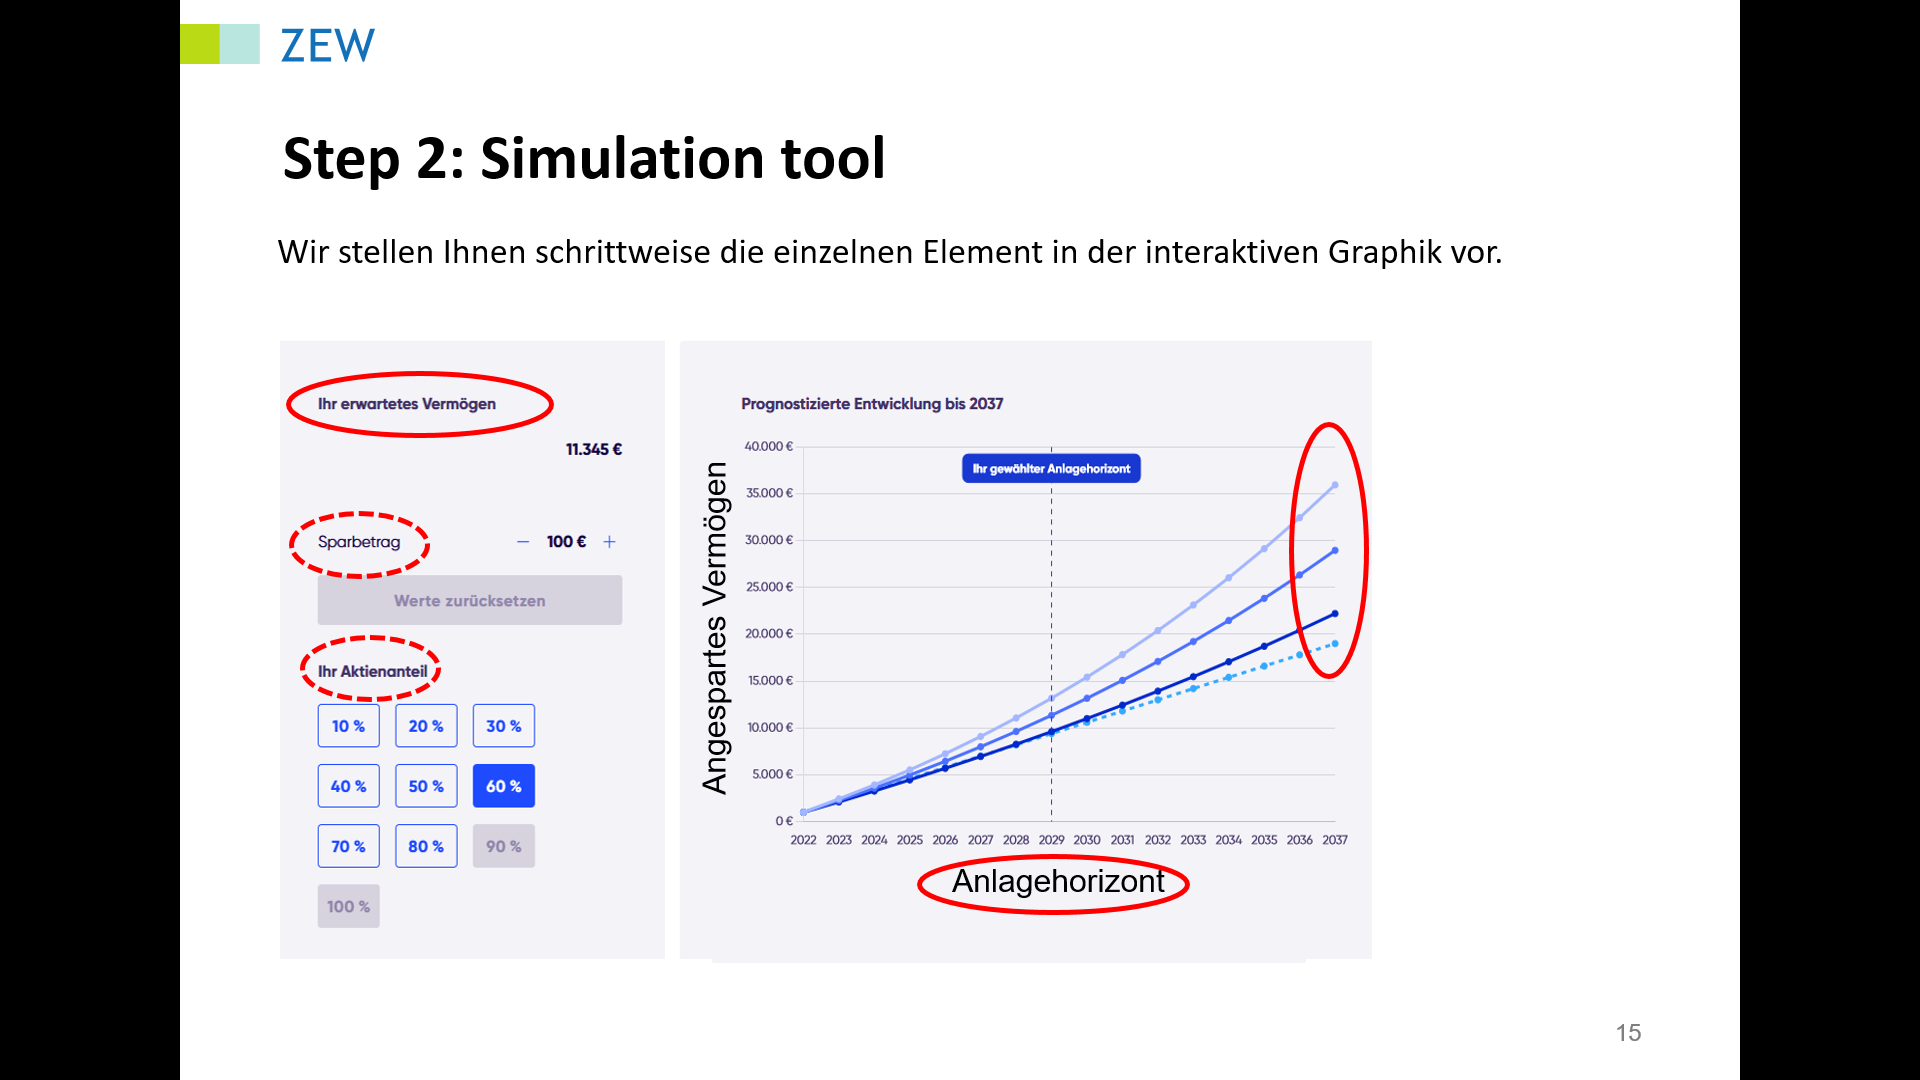 ZEW
Step 2: Simulation tool
Wir stellen Ihnen schrittweise die einzelnen Element in der interaktiven Graphik vor.
Ihr erwartetes Vermögen
11.345 €
Sparbetrag
− 100 € +
Werte zurücksetzen
Ihr Aktienanteil
10 % 20 % 30 %
40 % 50 % 60 %
70 % 80 % 90 %
100 %
Prognostizierte Entwicklung bis 2037
Angespartes Vermögen
40.000 €
Ihr gewählter Anlagehorizont
35.000 €
30.000 €
25.000 €
20.000 €
15.000 €
10.000 €
5.000 €
0 €
2022 2023 2024 2025 2026 2027 2028 2029 2030 2031 2032 2033 2034 2035 2036 2037
Anlagehorizont
15